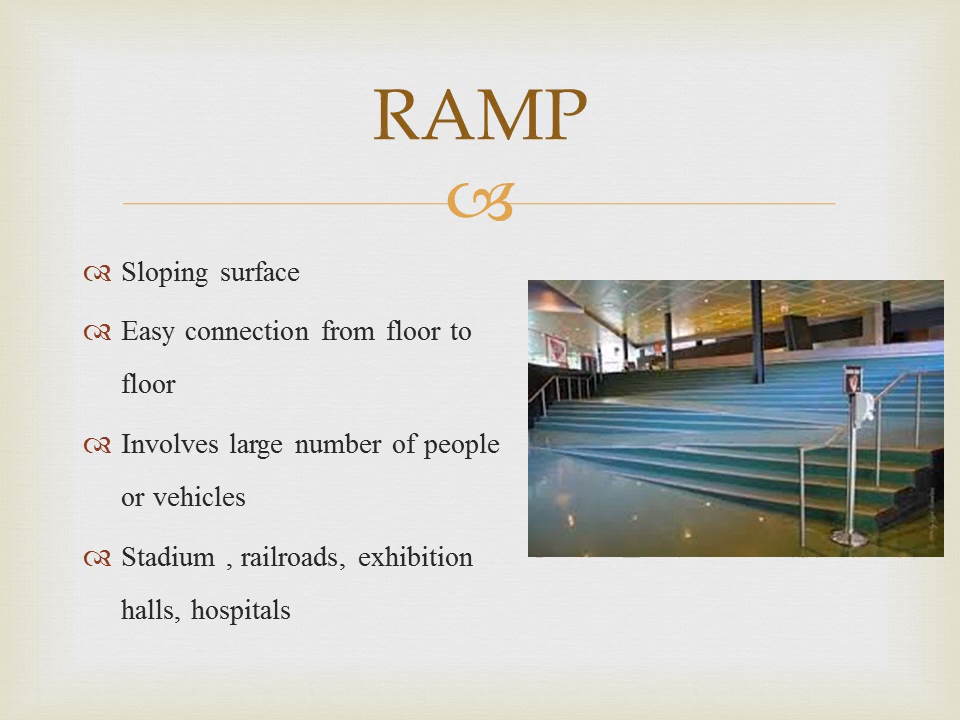 RAMP
Sloping surface
Easy connection from floor to
floor
Involves large number of people
or vehicles
Stadium , railroads, exhibition
halls, hospitals